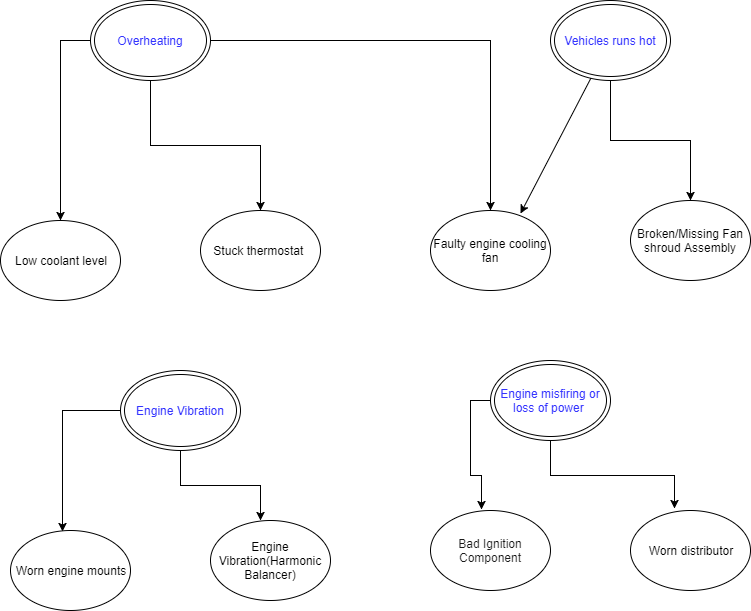 Overheating
Vehicles runs hot
Low coolant level
Stuck thermostat
Faulty engine cooling
fan
Broken/Missing Fan
shroud Assembly
Engine Vibration
Engine misfiring or
loss of power
Worn engine mounts
Engine
Vibration(Harmonic
Balancer)
Bad Ignition
Component
Worn distributor